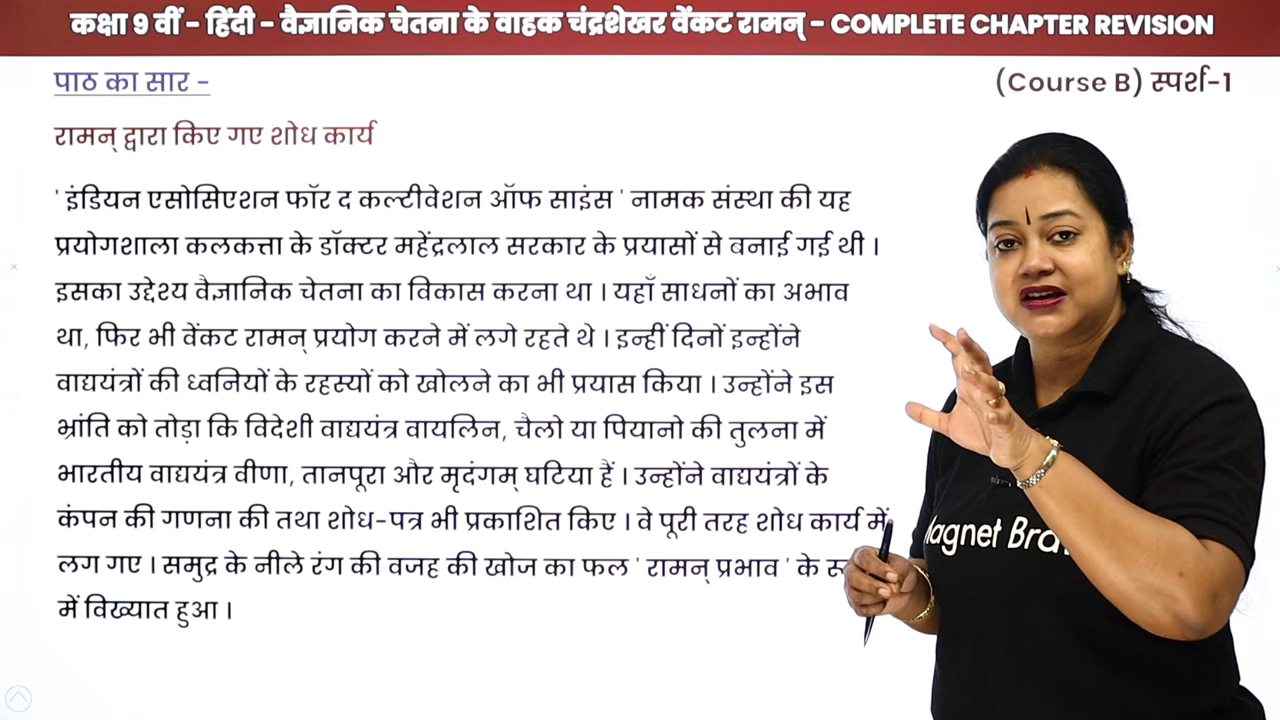 कक्षा 9 वीं - हिंदी - वैज्ञानिक चेतना के वाहक चंद्रशेखर वेंकट रामन् - COMPLETE CHAPTER REVISION
पाठ का सार -
(Course B) स्पर्श-1
रामन् द्वारा किए गए शोध कार्य
' इंडियन एसोसिएशन फॉर द कल्टीवेशन ऑफ साइंस ' नामक संस्था की यह
प्रयोगशाला कलकत्ता के डॉक्टर महेंद्रलाल सरकार के प्रयासों से बनाई गई थी ।
इसका उद्देश्य वैज्ञानिक चेतना का विकास करना था । यहाँ साधनों का अभाव
था, फिर भी वेंकट रामन् प्रयोग करने में लगे रहते थे । इन्हीं दिनों इन्होंने
वाद्ययंत्रों की ध्वनियों के रहस्यों को खोलने का भी प्रयास किया । उन्होंने इस
भ्रांति को तोड़ा कि विदेशी वाद्ययंत्र वायलिन, चैलो या पियानो की तुलना में
भारतीय वाद्ययंत्र वीणा, तानपूरा और मृदंगम् घटिया हैं । उन्होंने वाद्ययंत्रों के
कंपन की गणना की तथा शोध-पत्र भी प्रकाशित किए । वे पूरी तरह शोध कार्य में
लग गए । समुद्र के नीले रंग की वजह की खोज का फल ' रामन् प्रभाव ' के
में विख्यात हुआ ।